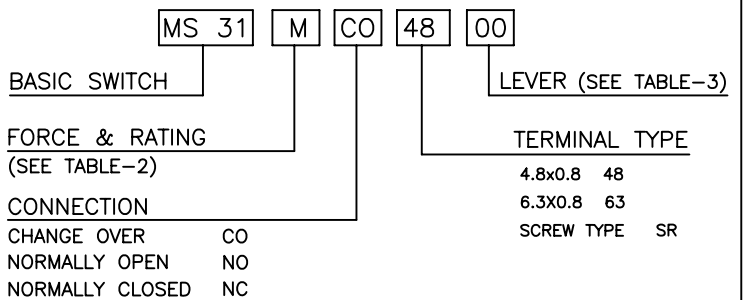 MS 31 M CO 48 00
BASIC SWITCH
LEVER (SEE TABLE-3)
FORCE & RATING
(SEE TABLE-2)
TERMINAL TYPE
4.8x0.8 48
6.3X0.8 63
SCREW TYPE SR
CONNECTION
CHANGE OVER CO
NORMALLY OPEN NO
NORMALLY CLOSED NC